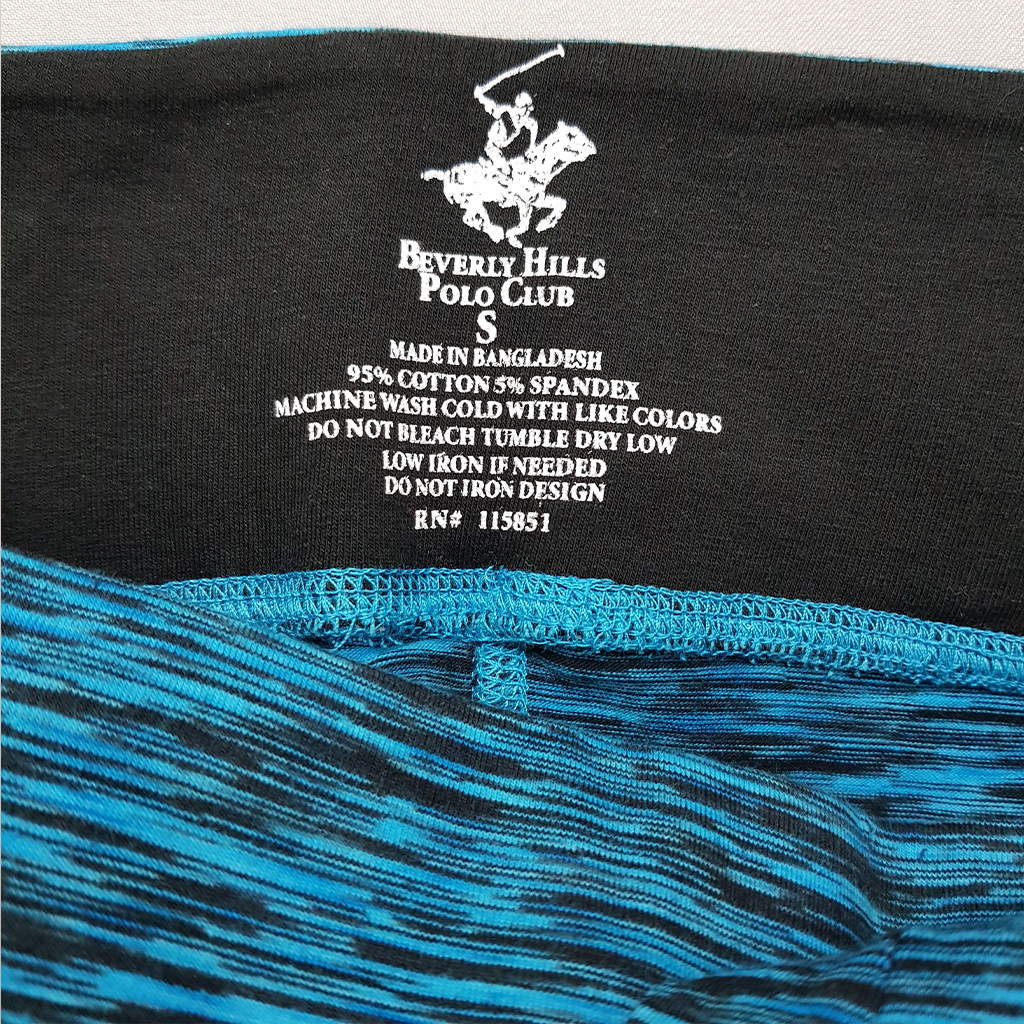 BEVERLY HILLS
POLO CLUB
S
MADE IN BANGLADESH
95% COTTON 5% SPANDEX
MACHINE WASH COLD WITH LIKE COLORS
DO NOT BLEACH TUMBLE DRY LOW
LOW IRON IF NEEDED
DO NOT IRON DESIGN
RN# 115851